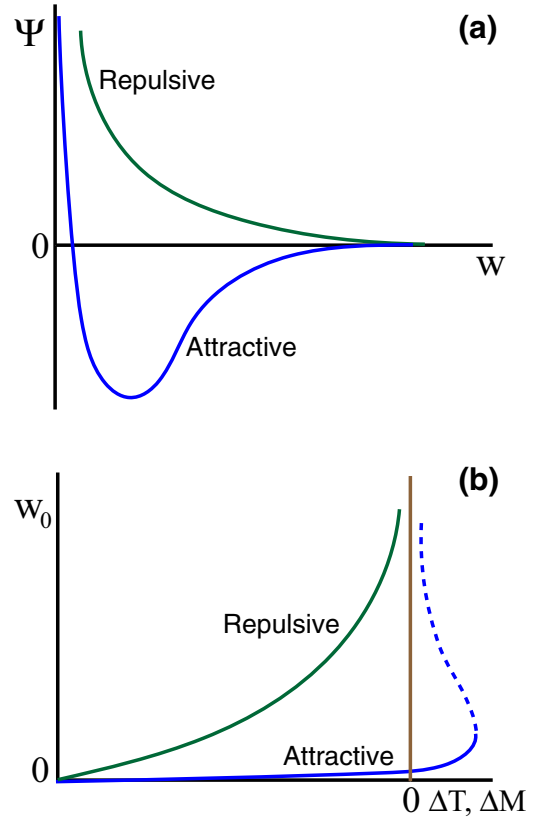 Ψ (a)
Repulsive
0
w
Attractive
(b)
w₀
Repulsive
Attractive
0
0 ΔT, ΔM